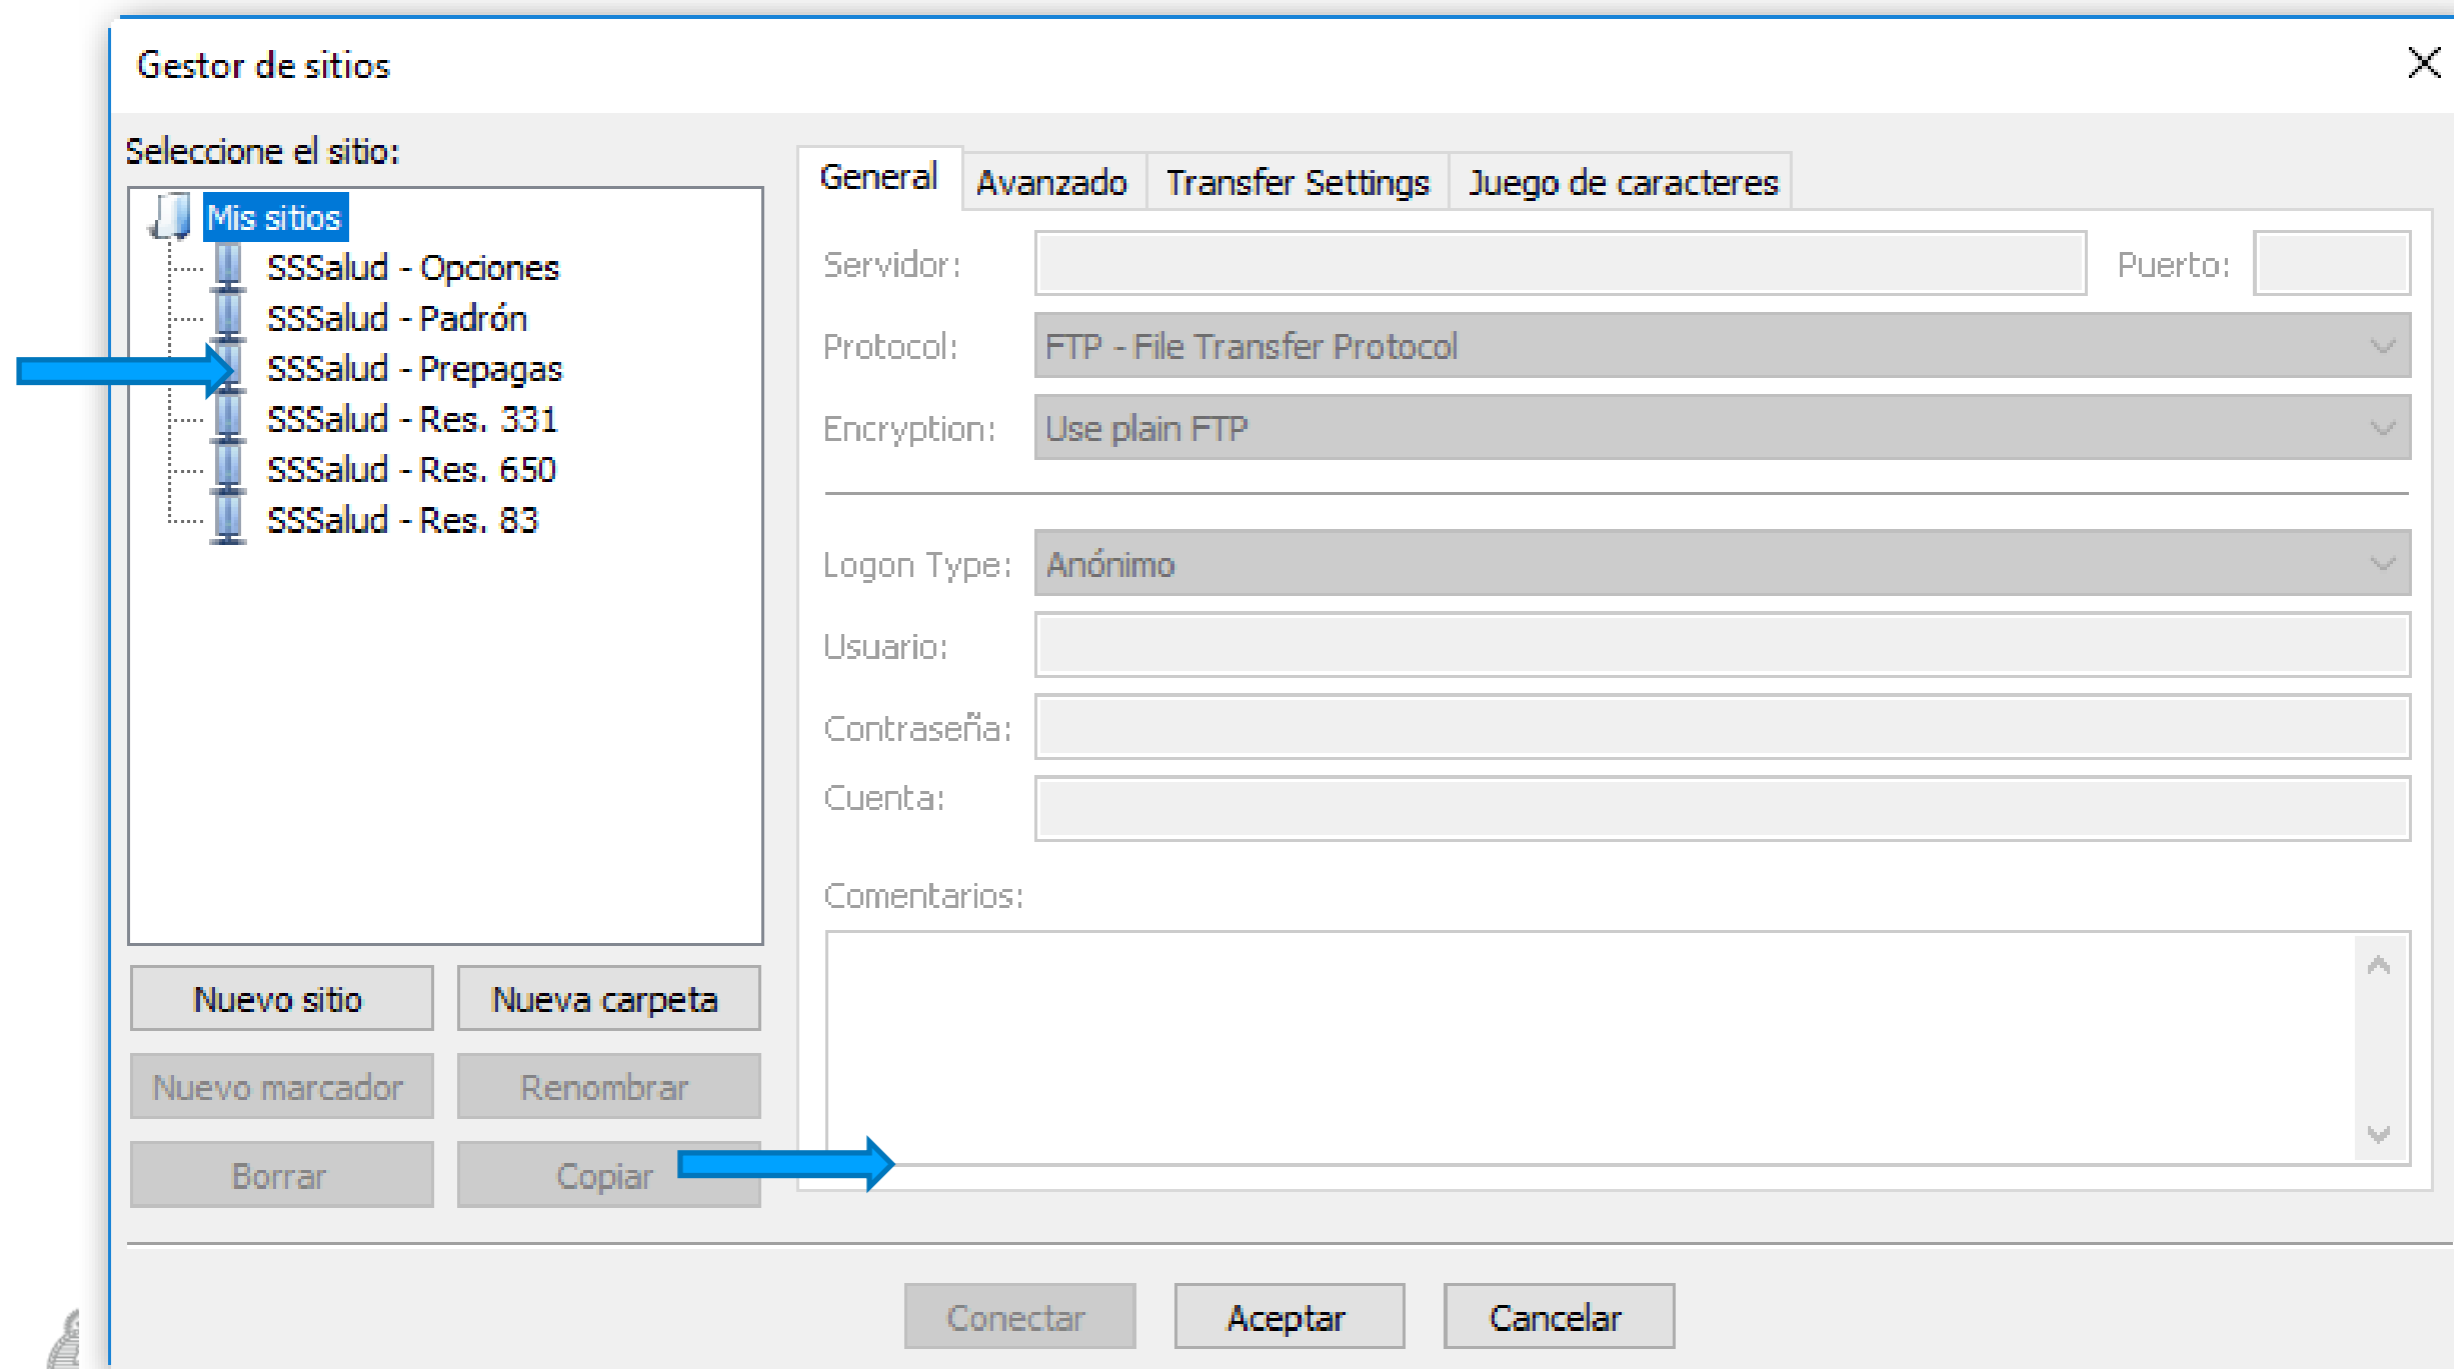 Gestor de sitios
Seleccione el sitio:
Mis sitios
SSSalud - Opciones
SSSalud - Padrón
SSSalud - Prepagas
SSSalud - Res. 331
SSSalud - Res. 650
SSSalud - Res. 83
Nuevo sitio Nueva carpeta
Nuevo marcador Renombrar
Borrar Copiar
General Avanzado Transfer Settings Juego de caracteres
Servidor: Puerto:
Protocol: FTP - File Transfer Protocol
Encryption: Use plain FTP
Logon Type: Anónimo
Usuario:
Contraseña:
Cuenta:
Comentarios:
Conectar Aceptar Cancelar